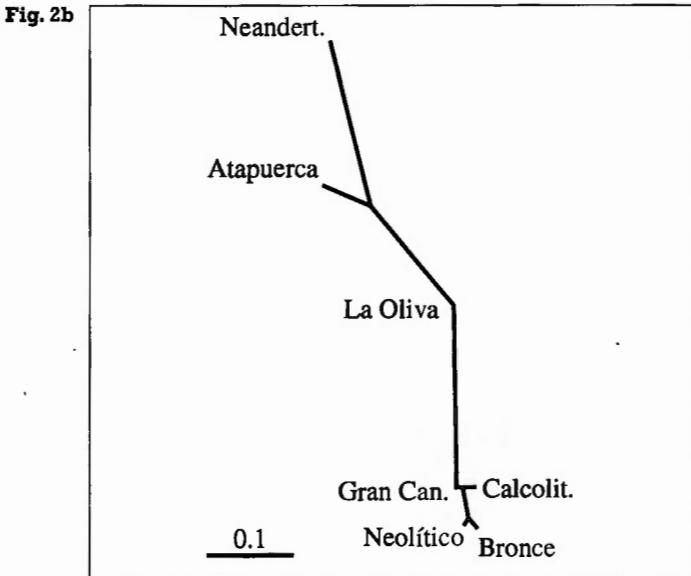 Fig. 2b
Neandert.
Atapuerca
La Oliva
Gran Can. Calcolit.
Neolítico
Bronce
0.1